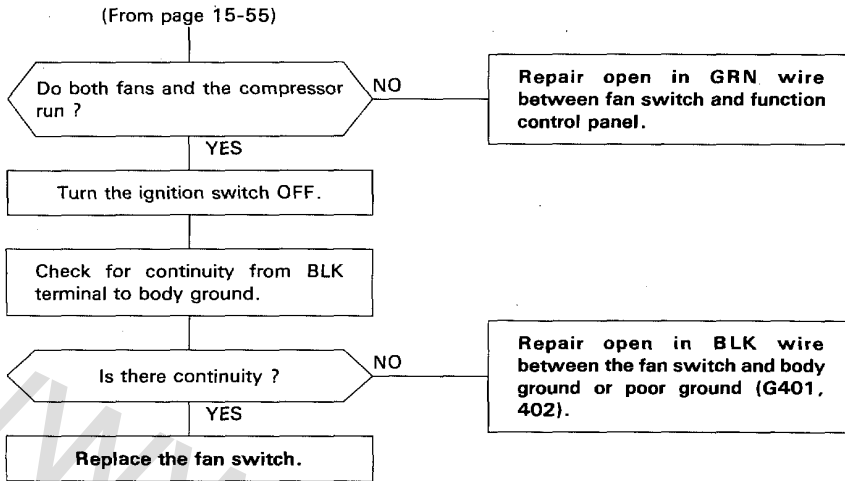 (From page 15-55)
Do both fans and the compressor
run ?
NO
Repair open in GRN wire
between fan switch and function
control panel.
YES
Turn the ignition switch OFF.
Check for continuity from BLK
terminal to body ground.
Is there continuity ?
NO
Repair open in BLK wire
between the fan switch and body
ground or poor ground (G401,
402).
YES
Replace the fan switch.